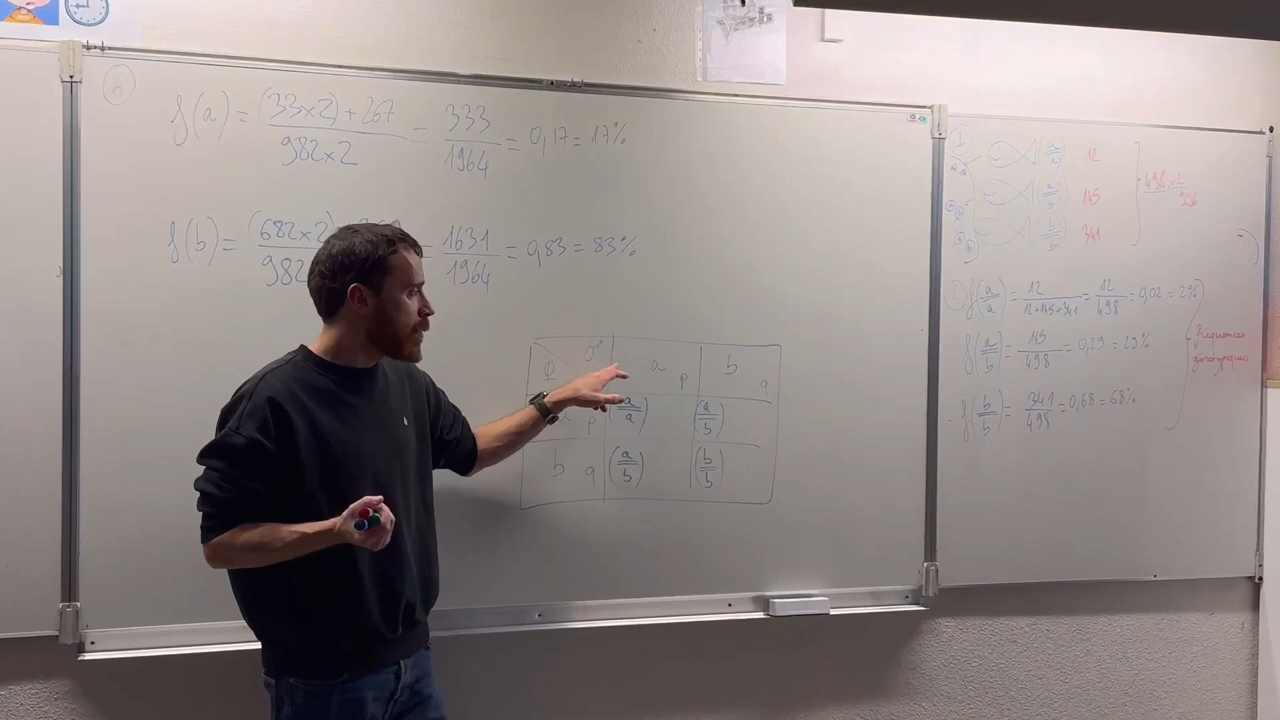 6
f(a) = (33×2)+267 / 982×2 = 333 / 1964 = 0,17 = 17%
f(b) = (682×2) / 982 = 1631 / 1964 = 0,83 = 83%
♀ ♂ a p b q
p (a/a) (a/b)
b q (a/b) (b/b)
(a/a) 12
(a/b) 145
(b/b) 341
498
f(a/a) = 12 / 12+145+341 = 12 / 498 = 0,02 = 2%
f(a/b) = 145 / 498 = 0,29 = 29%
f(b/b) = 341 / 498 = 0,68 = 68%
fréquences
génotypiques